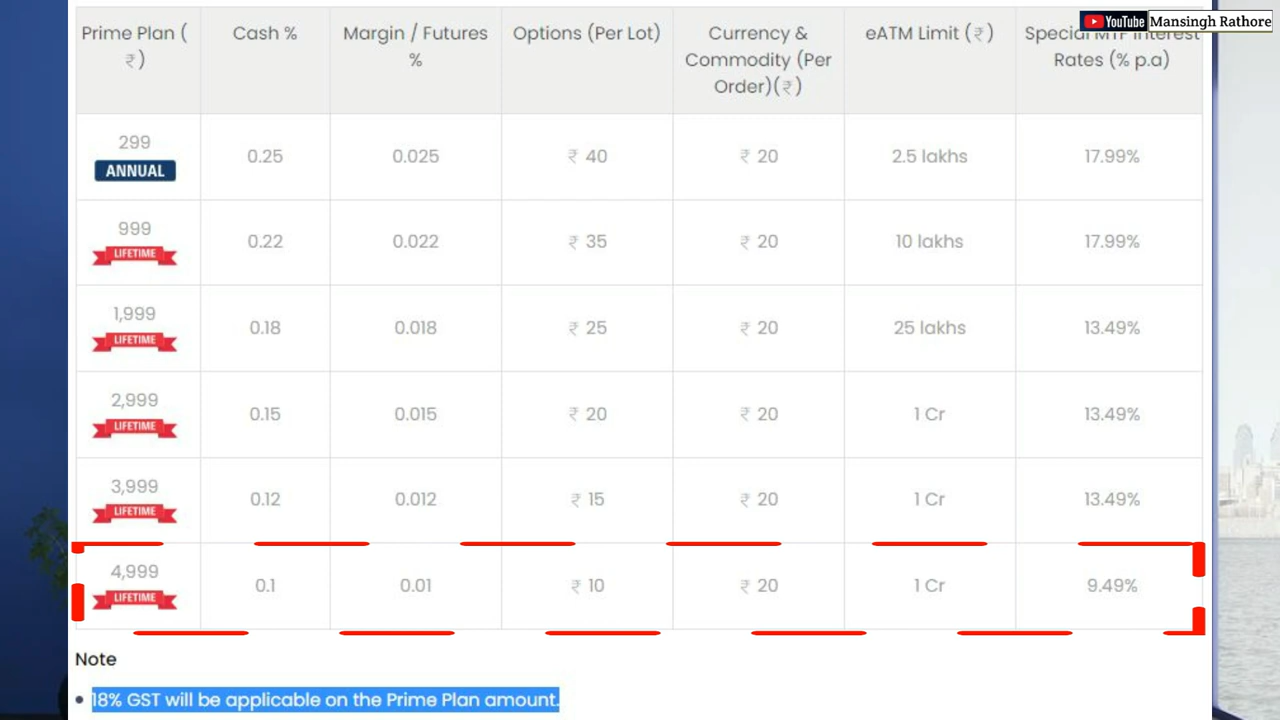 YouTube Mansingh Rathore
Prime Plan ( ₹) Cash % Margin / Futures % Options (Per Lot) Currency & Commodity (Per Order)(₹) eATM Limit (₹) Special MTF Interest Rates (% p.a)
299 ANNUAL 0.25 0.025 ₹ 40 ₹ 20 2.5 lakhs 17.99%
999 LIFETIME 0.22 0.022 ₹ 35 ₹ 20 10 lakhs 17.99%
1,999 LIFETIME 0.18 0.018 ₹ 25 ₹ 20 25 lakhs 13.49%
2,999 LIFETIME 0.15 0.015 ₹ 20 ₹ 20 1 Cr 13.49%
3,999 LIFETIME 0.12 0.012 ₹ 15 ₹ 20 1 Cr 13.49%
4,999 LIFETIME 0.1 0.01 ₹ 10 ₹ 20 1 Cr 9.49%
Note
• 18% GST will be applicable on the Prime Plan amount.